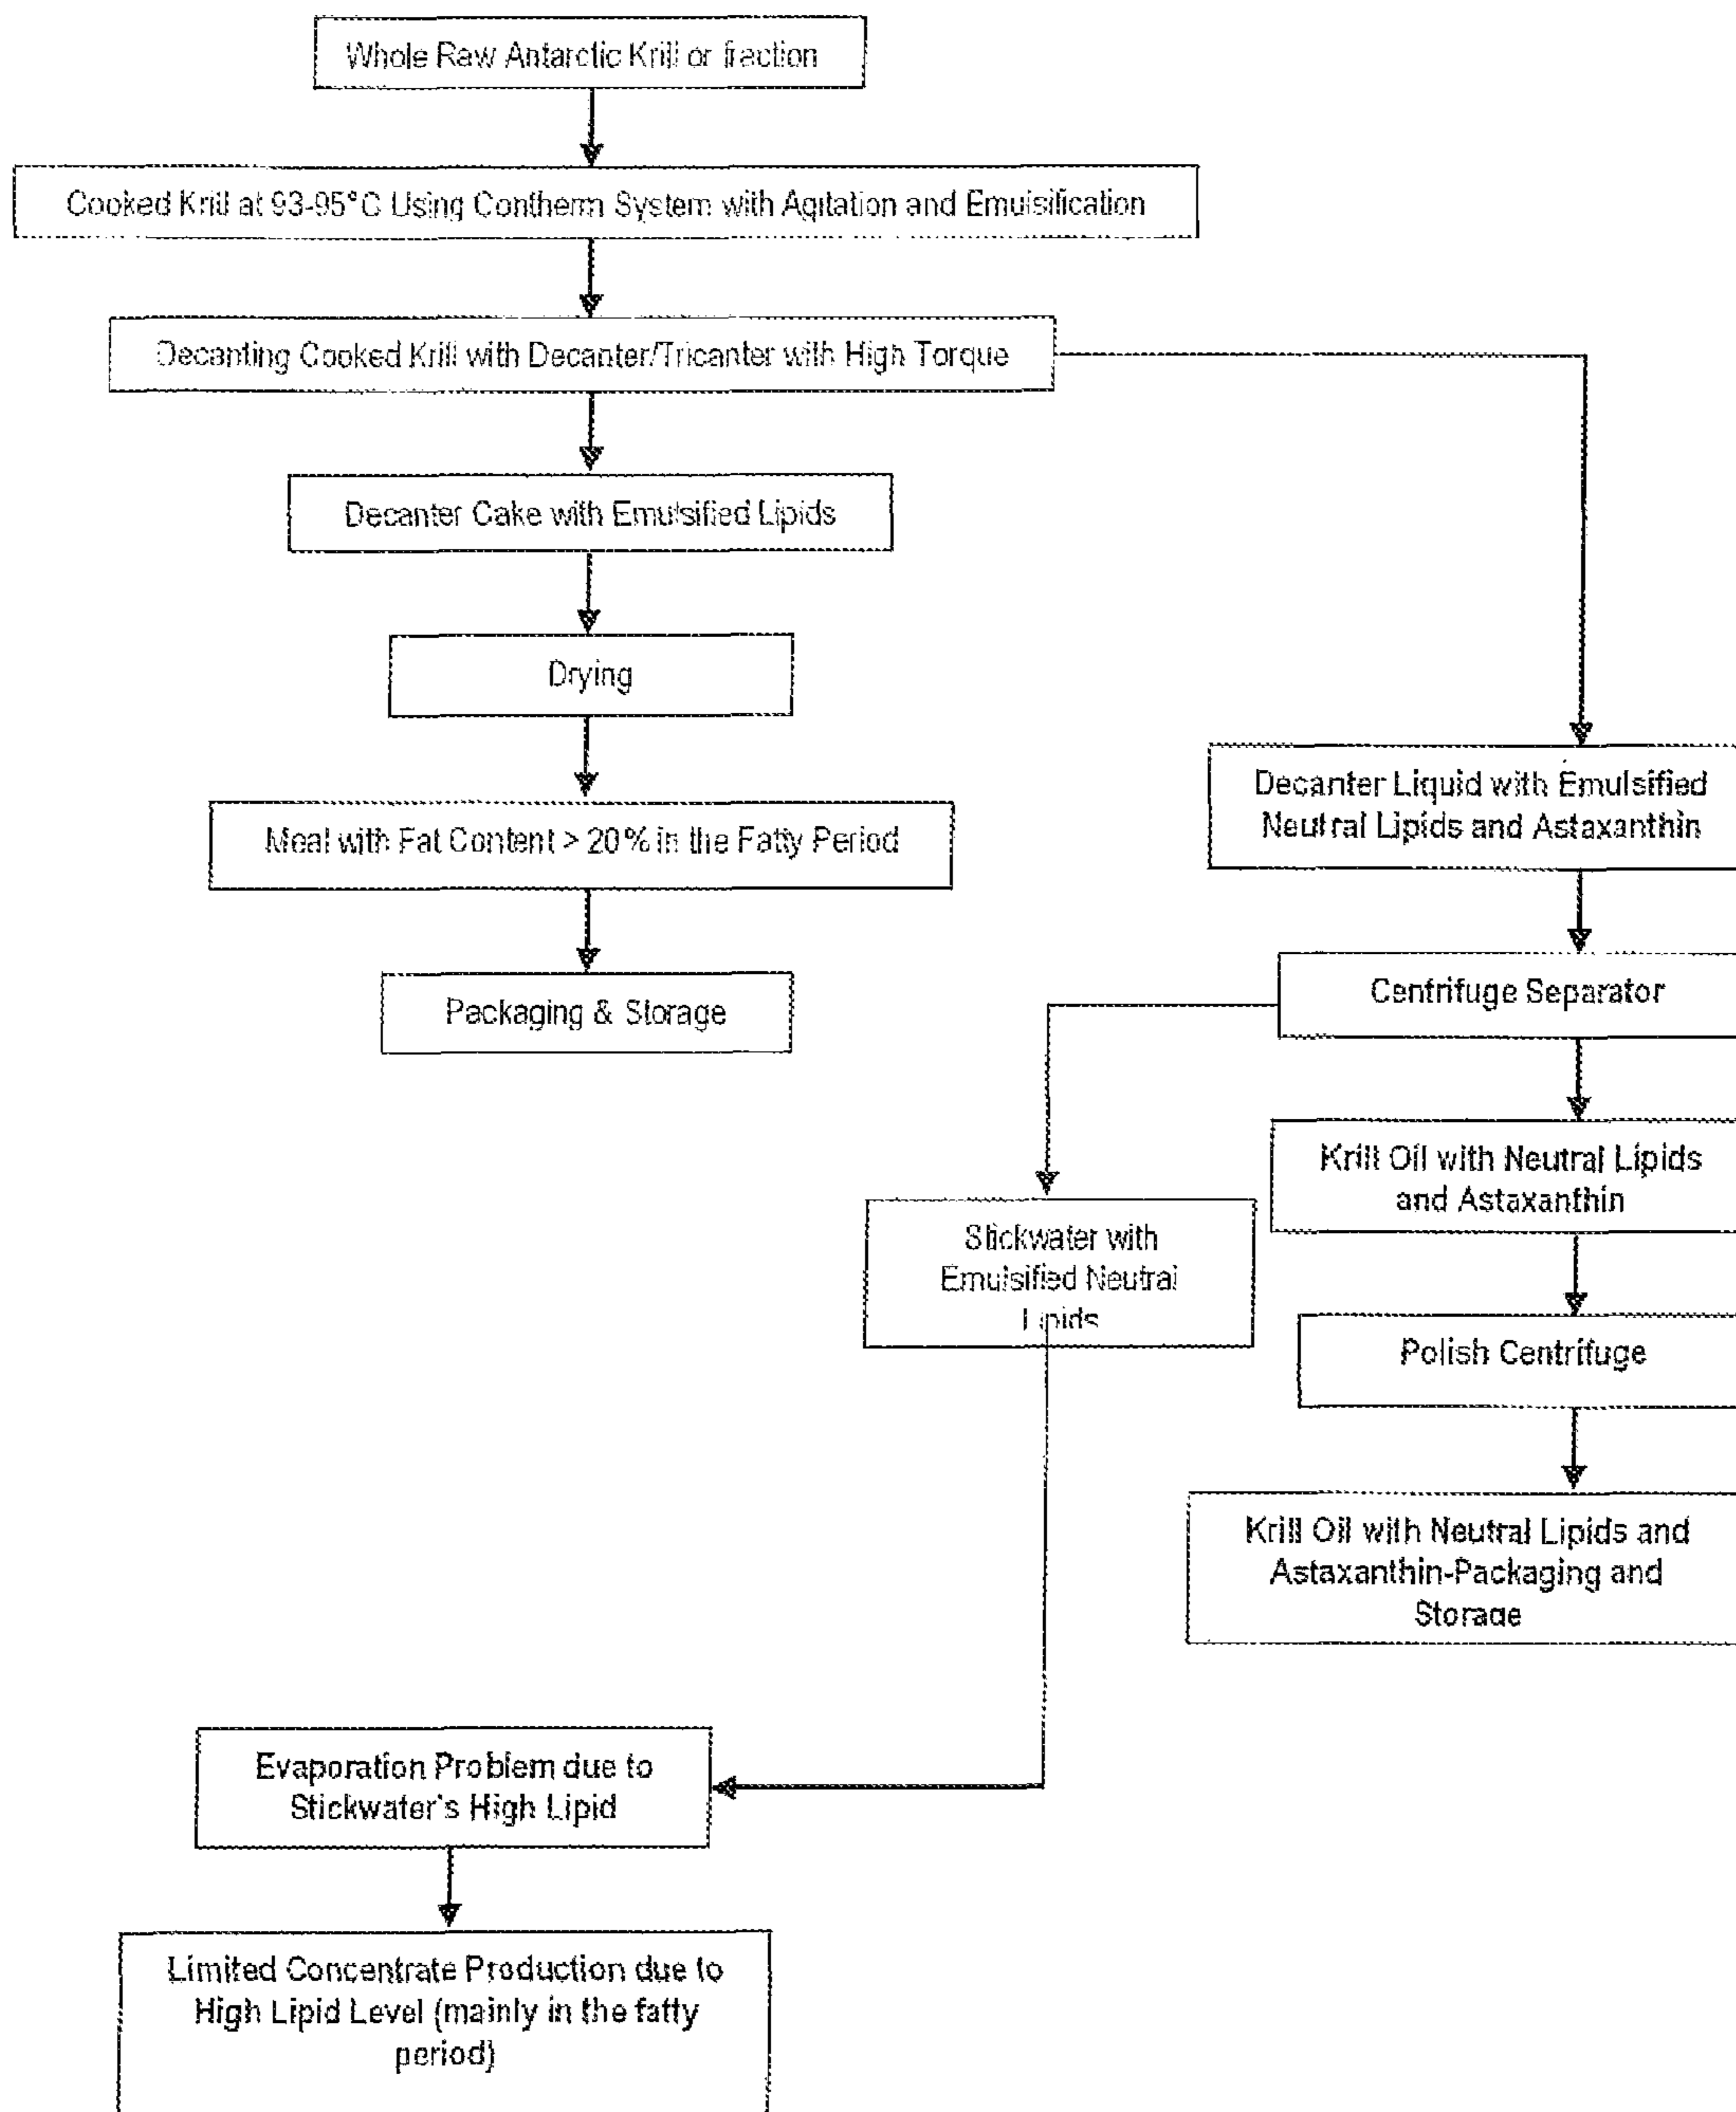 Whole Raw Antarctic Krill or fraction
Cooked Krill at 93-95°C Using Contherm System with Agitation and Emulsification
Decanting Cooked Krill with Decanter/Tricanter with High Torque
Decanter Cake with Emulsified Lipids
Drying
Meal with Fat Content > 20% in the Fatty Period
Packaging & Storage
Decanter Liquid with Emulsified
Neutral Lipids and Astaxanthin
Centrifuge Separator
Krill Oil with Neutral Lipids
and Astaxanthin
Stickwater with
Emulsified Neutral
Lipids
Polish Centrifuge
Krill Oil with Neutral Lipids and
Astaxanthin-Packaging and
Storage
Evaporation Problem due to
Stickwater's High Lipid
Limited Concentrate Production due to
High Lipid Level (mainly in the fatty
period)